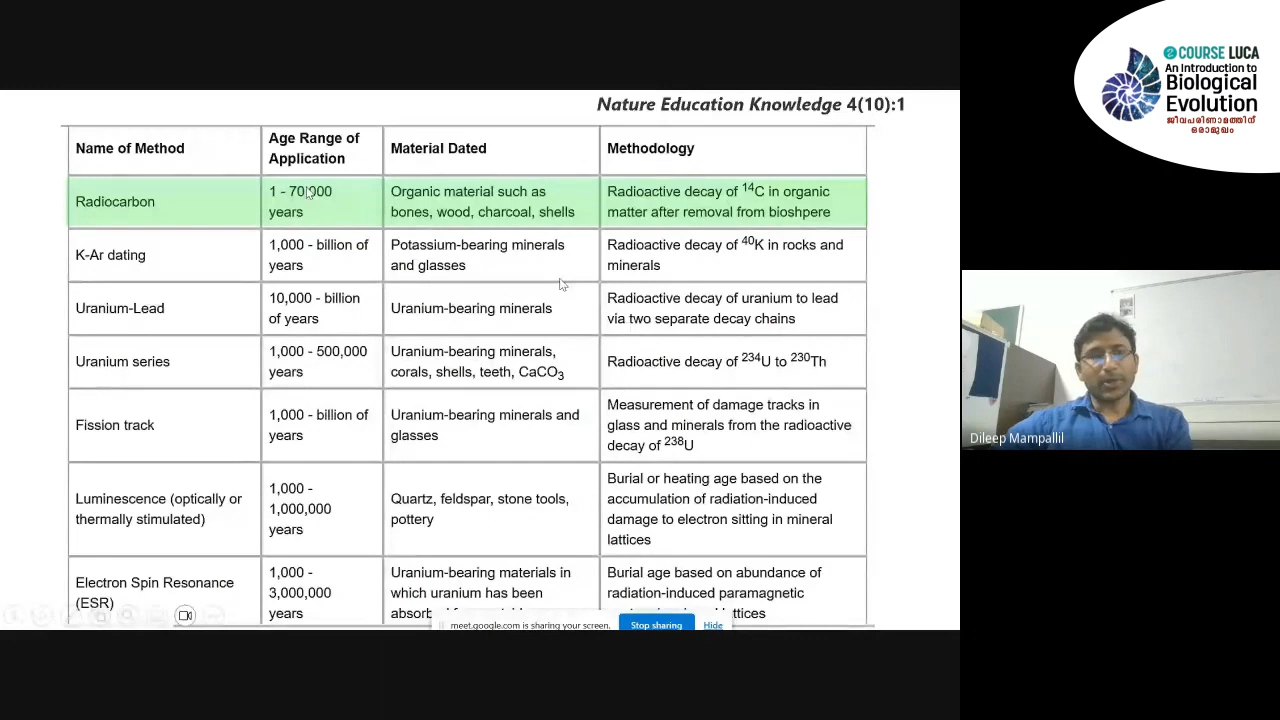 Nature Education Knowledge 4(10):1
Name of Method
Age Range of
Application
Material Dated
Methodology
Radiocarbon
1 - 70,000
years
Organic material such as
bones, wood, charcoal, shells
Radioactive decay of 14C in organic
matter after removal from bioshpere
K-Ar dating
1,000 - billion of
years
Potassium-bearing minerals
and glasses
Radioactive decay of 40K in rocks and
minerals
Uranium-Lead
10,000 - billion
of years
Uranium-bearing minerals
Radioactive decay of uranium to lead
via two separate decay chains
Uranium series
1,000 - 500,000
years
Uranium-bearing minerals,
corals, shells, teeth, CaCO3
Radioactive decay of 234U to 230Th
Fission track
1,000 - billion of
years
Uranium-bearing minerals and
glasses
Measurement of damage tracks in
glass and minerals from the radioactive
decay of 238U
Luminescence (optically or
thermally stimulated)
1,000 -
1,000,000
years
Quartz, feldspar, stone tools,
pottery
Burial or heating age based on the
accumulation of radiation-induced
damage to electron sitting in mineral
lattices
Electron Spin Resonance
(ESR)
1,000 -
3,000,000
years
Uranium-bearing materials in
which uranium has been
Burial age based on abundance of
radiation-induced paramagnetic
lattices
meet.google.com is sharing your screen.
Stop sharing
Hide
COURSE LUCA
An Introduction to
Biological
Evolution
ജീവപരിണാമത്തിന്
ഒരാമുഖം
Dileep Mampallil